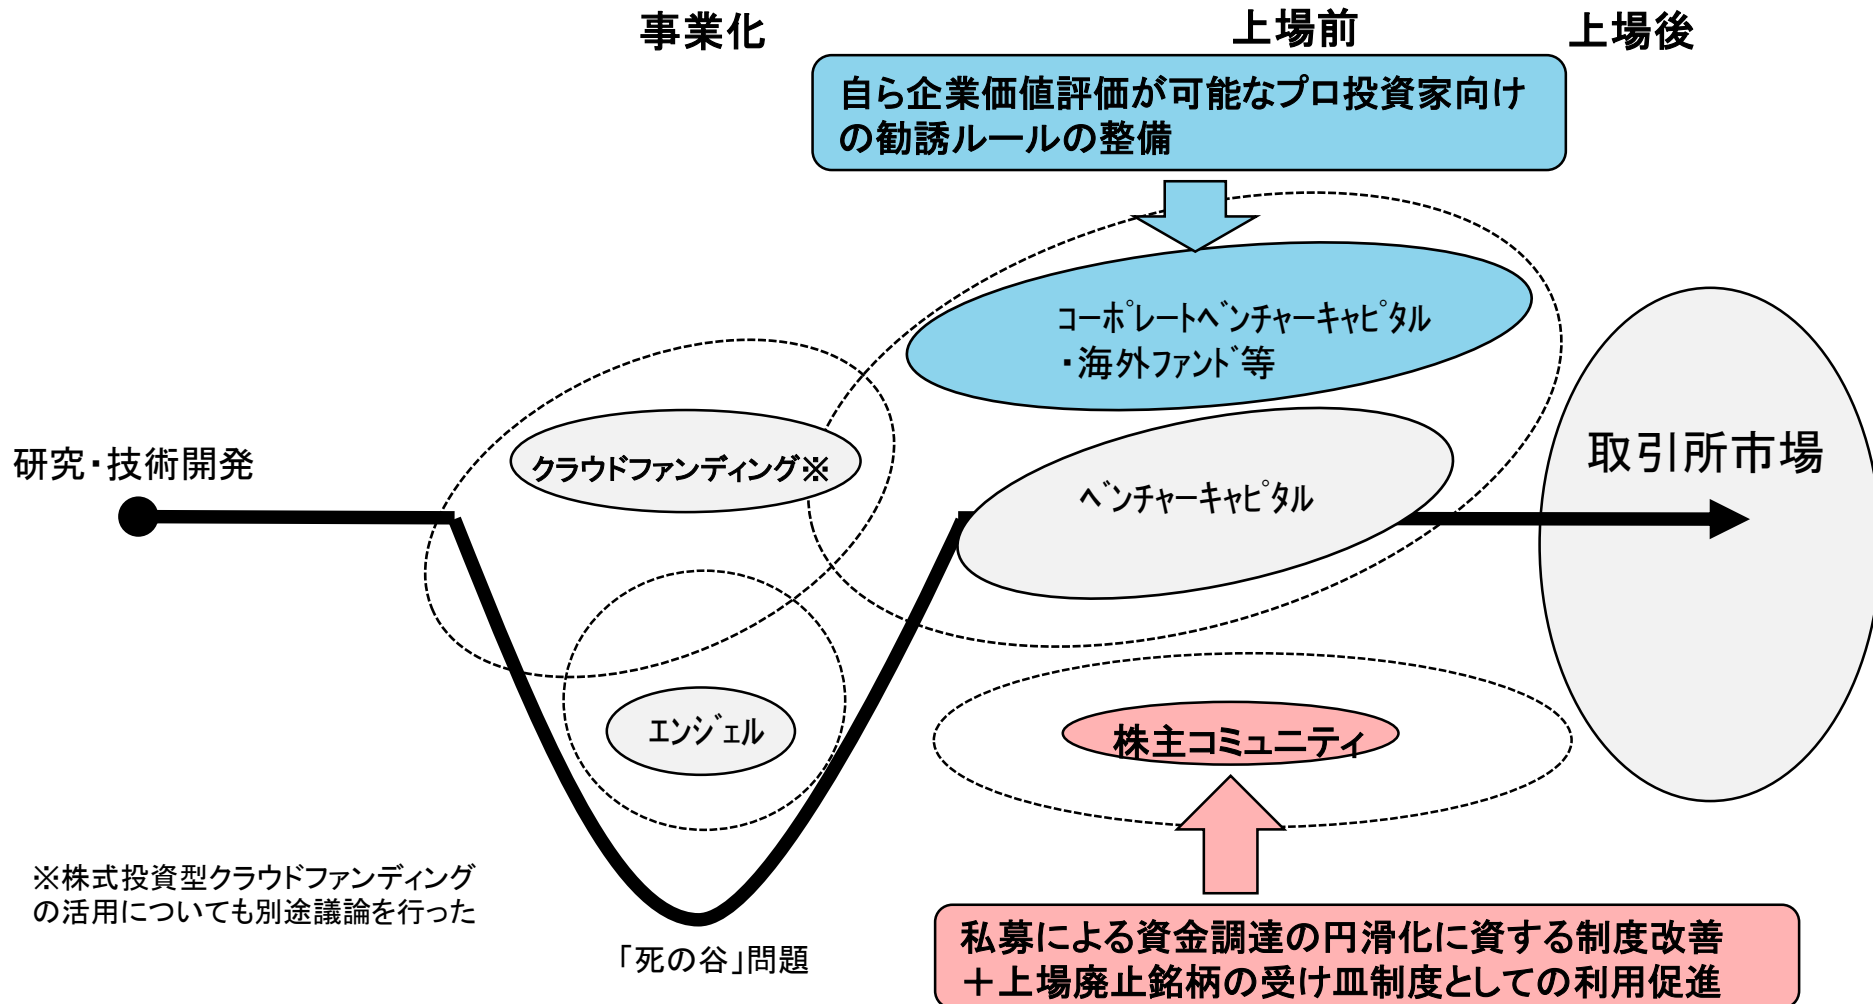 事業化
上場前
上場後
自ら企業価値評価が可能なプロ投資家向け
の勧誘ルールの整備
コーポレートベンチャーキャピタル
・海外ファンド等
研究・技術開発
クラウドファンディング※
ベンチャーキャピタル
取引所市場
エンジェル
株主コミュニティ
※株式投資型クラウドファンディング
の活用についても別途議論を行った
「死の谷」問題
私募による資金調達の円滑化に資する制度改善
＋上場廃止銘柄の受け皿制度としての利用促進